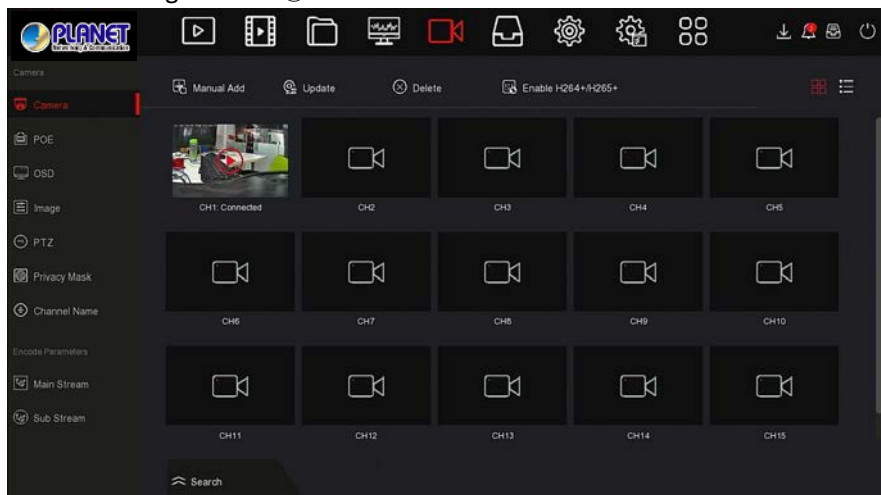 PLANET
Networking & Communication
Camera
Manual Add
Update
Delete
Enable H264+/H265+
Camera
POE
OSD
Image
PTZ
Privacy Mask
Channel Name
Encode Parameters
Main Stream
Sub Stream
CH1: Connected
CH2
CH3
CH4
CH5
CH6
CH7
CH8
CH9
CH10
CH11
CH12
CH13
CH14
CH15
Search